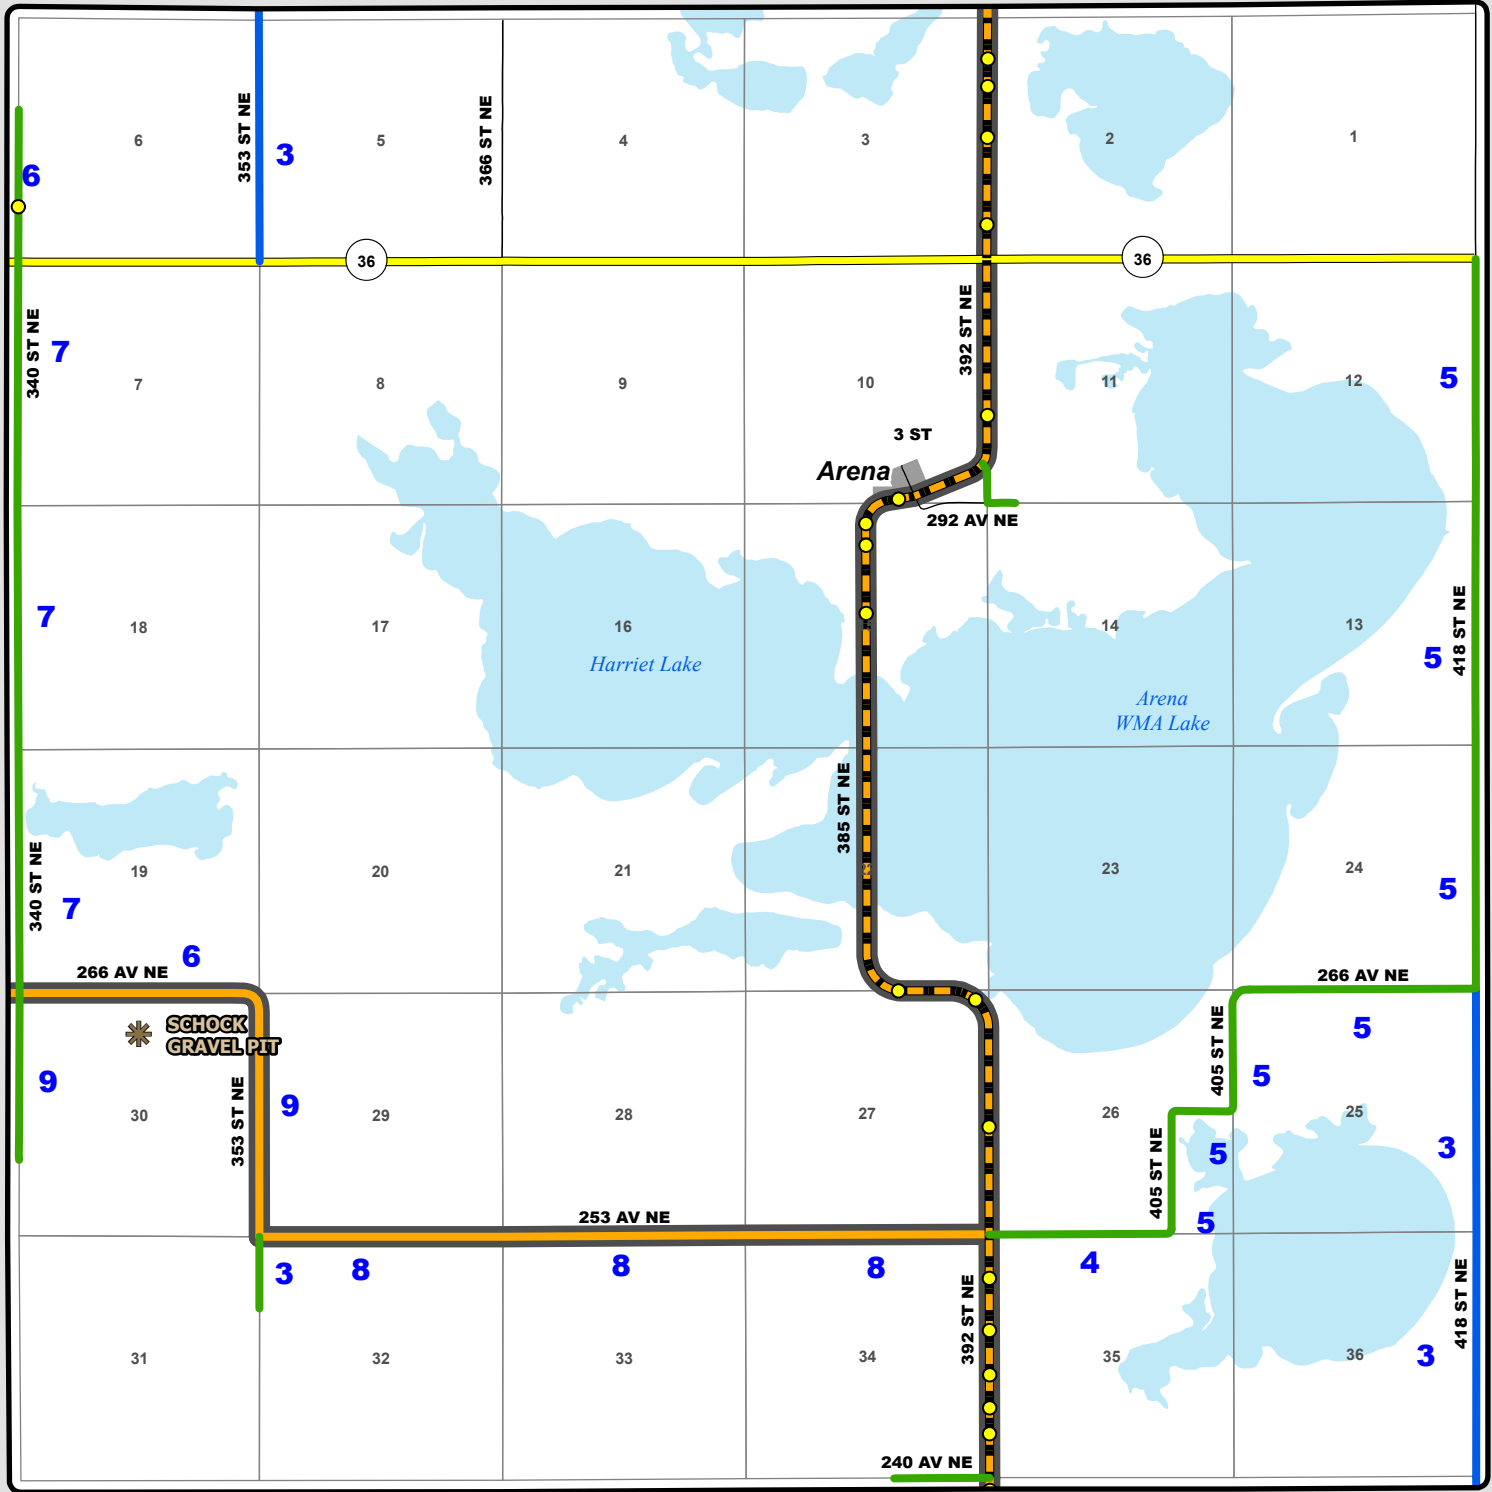 353 ST NE
366 ST NE
6
3
5
4
3
2
1
6
36
36
340 ST NE
7
392 ST NE
7
8
9
10
11
12
5
3 ST
Arena
292 AV NE
7
18
17
16
Harriet Lake
14
13
5
418 ST NE
Arena
WMA Lake
385 ST NE
340 ST NE
19
20
21
23
24
5
7
6
266 AV NE
266 AV NE
SCHOCK
GRAVEL PIT
405 ST NE
5
5
9
353 ST NE
9
30
29
28
27
26
25
405 ST NE
5
3
253 AV NE
5
3
8
8
8
4
392 ST NE
418 ST NE
31
32
33
34
35
36
3
240 AV NE